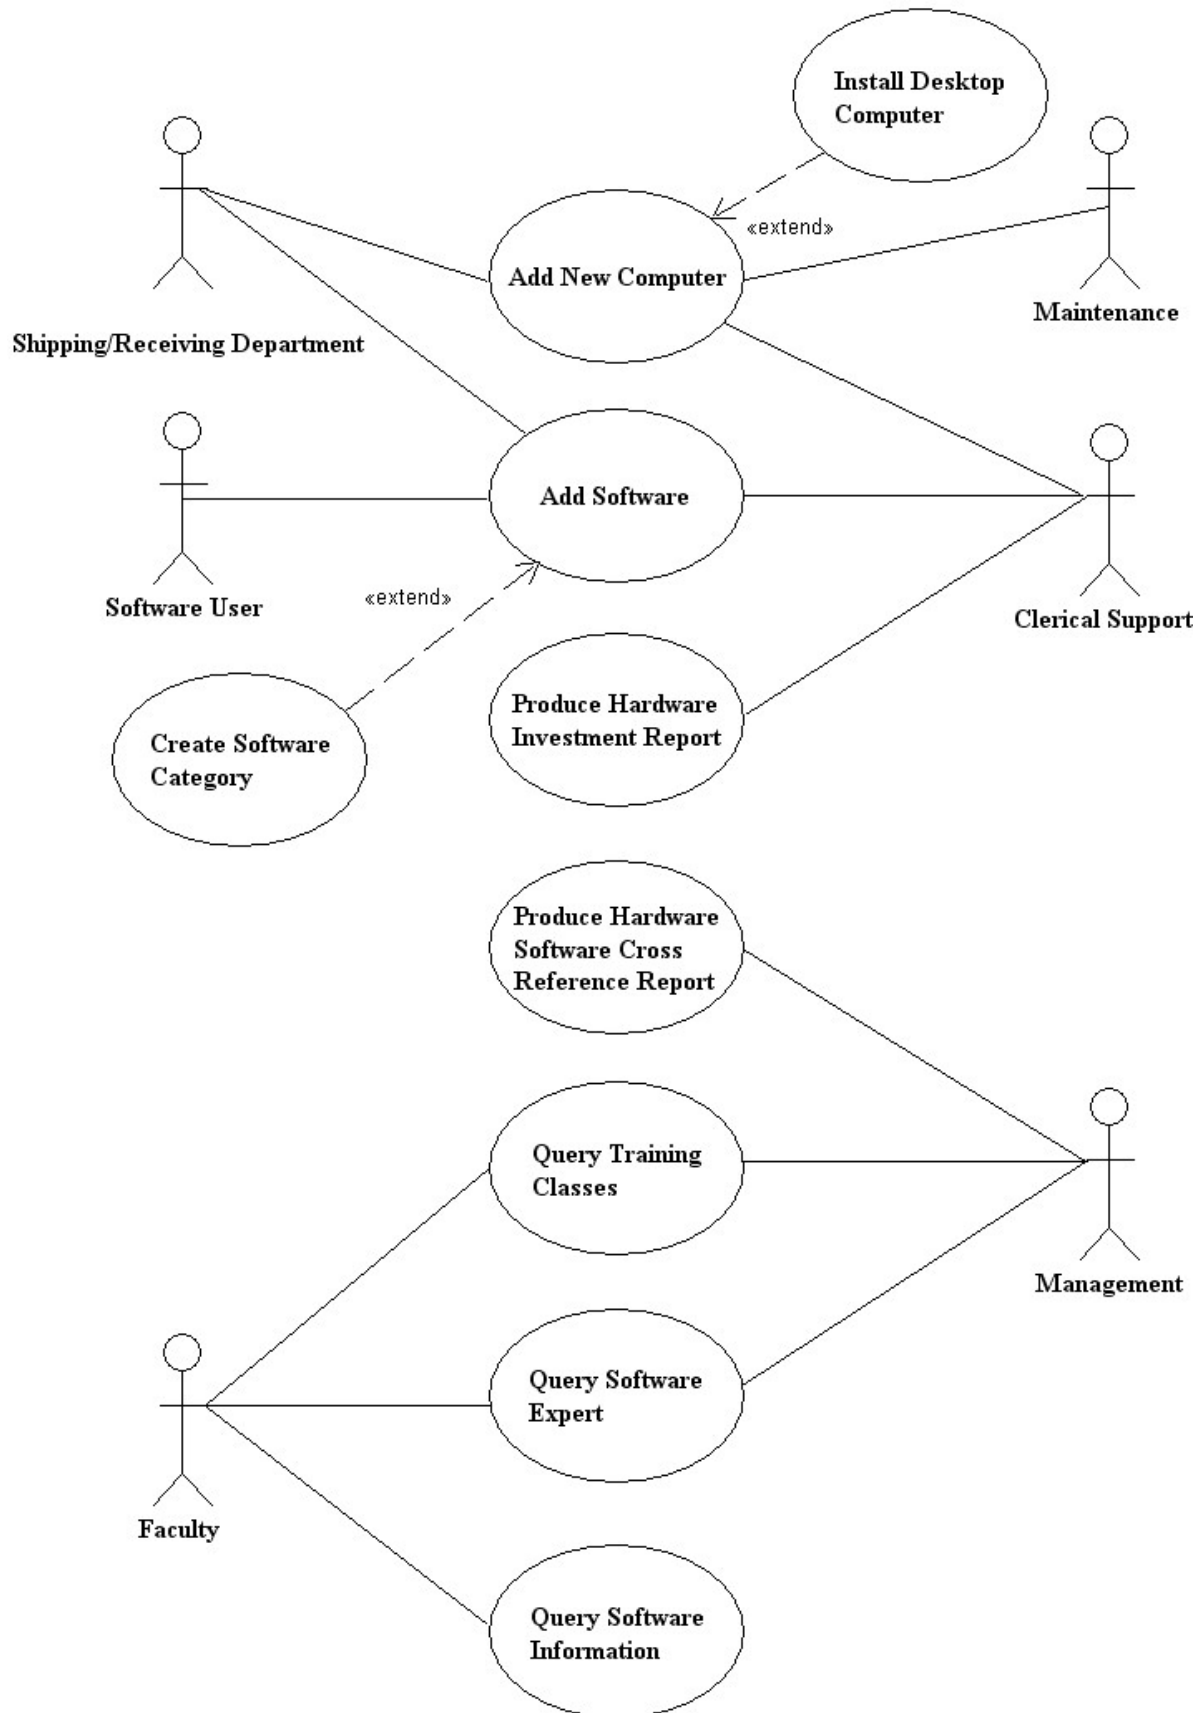 Install Desktop
Computer
«extend»
Add New Computer
Maintenance
Shipping/Receiving Department
Add Software
Software User
«extend»
Clerical Support
Produce Hardware
Investment Report
Create Software
Category
Produce Hardware
Software Cross
Reference Report
Query Training
Classes
Management
Query Software
Expert
Faculty
Query Software
Information